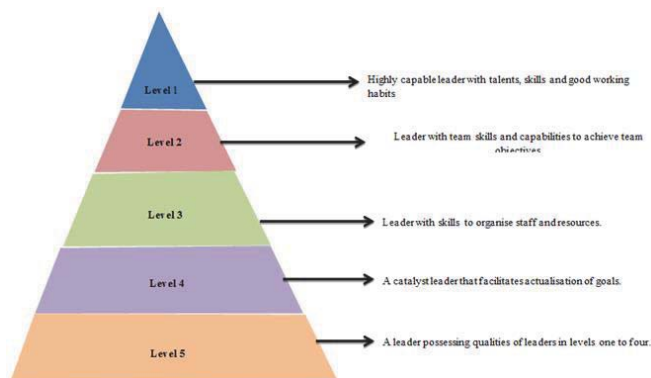 Level 1
Highly capable leader with talents, skills and good working
habits
Level 2
Leader with team skills and capabilities to achieve team
objectives
Level 3
Leader with skills to organise staff and resources.
Level 4
A catalyst leader that facilitates actualisation of goals.
Level 5
A leader possessing qualities of leaders in levels one to four.